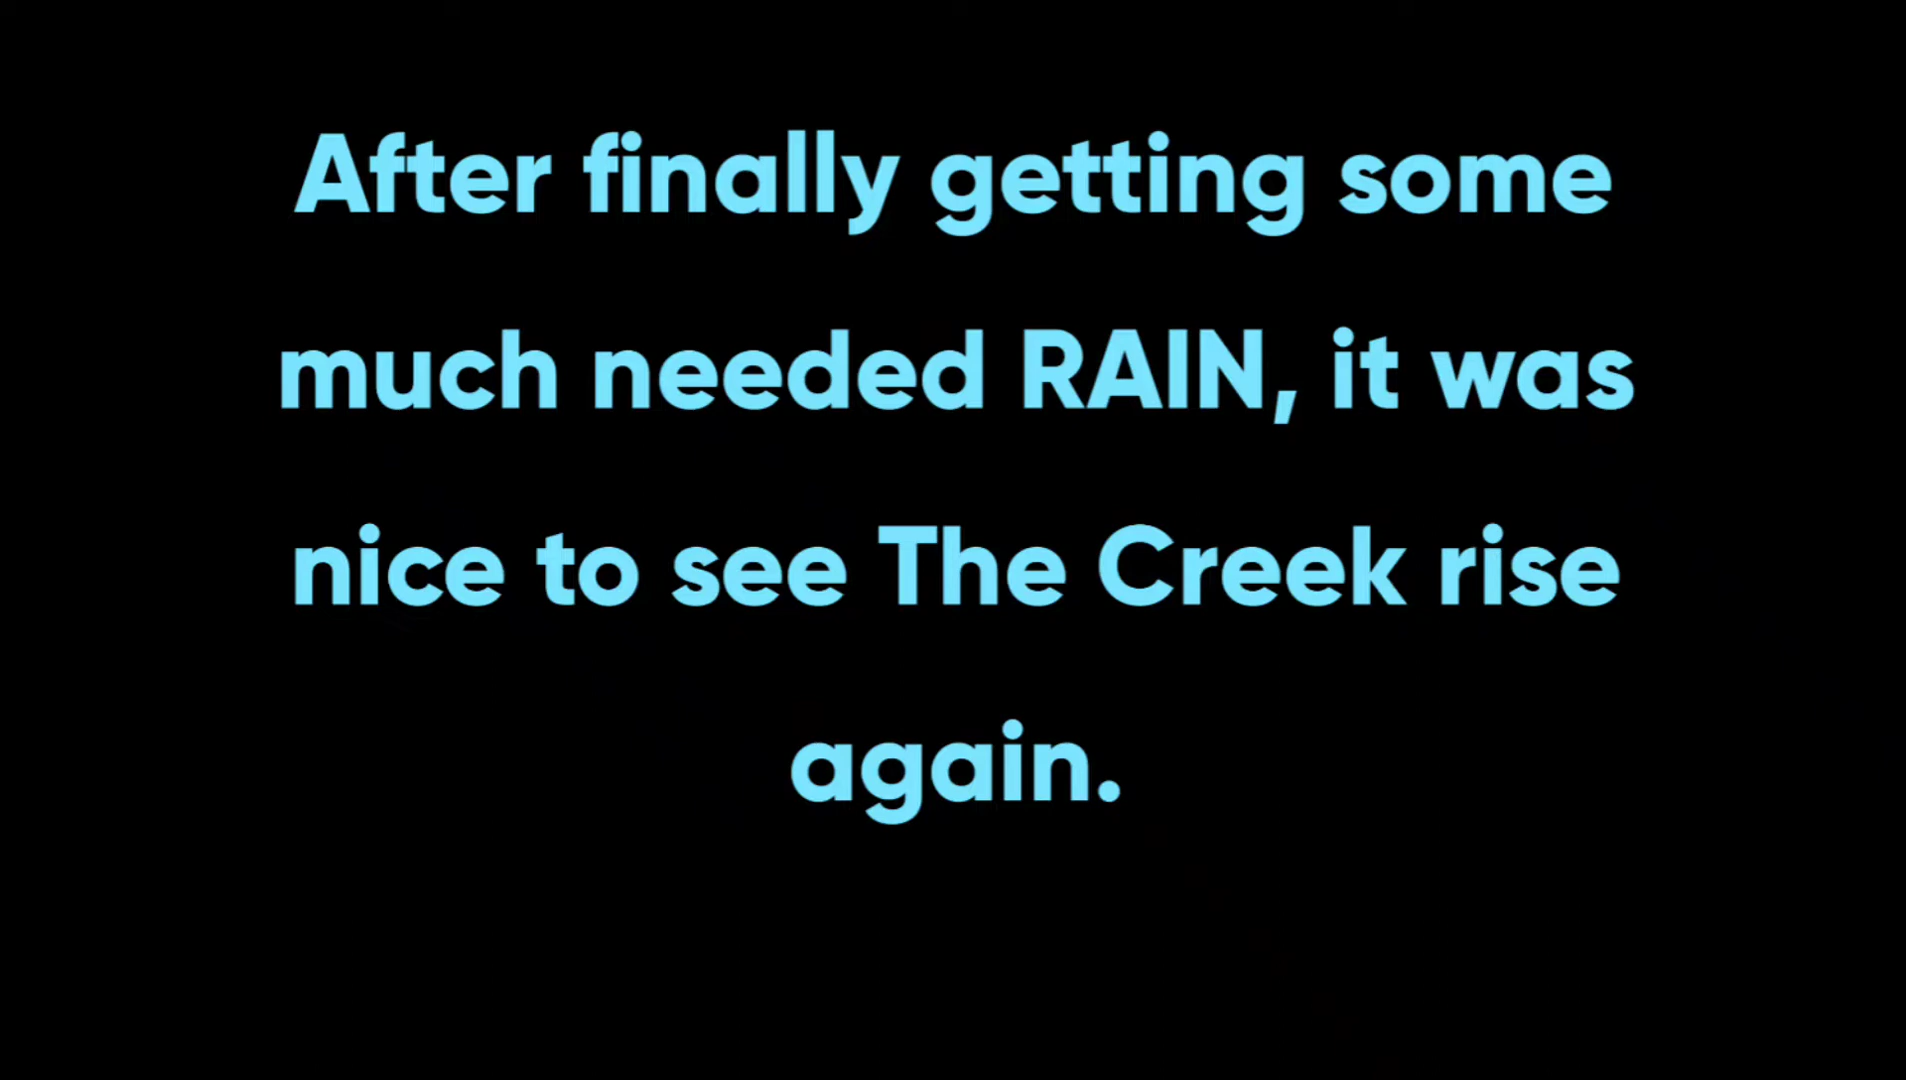 After finally getting some
much needed RAIN, it was
nice to see The Creek rise
again.